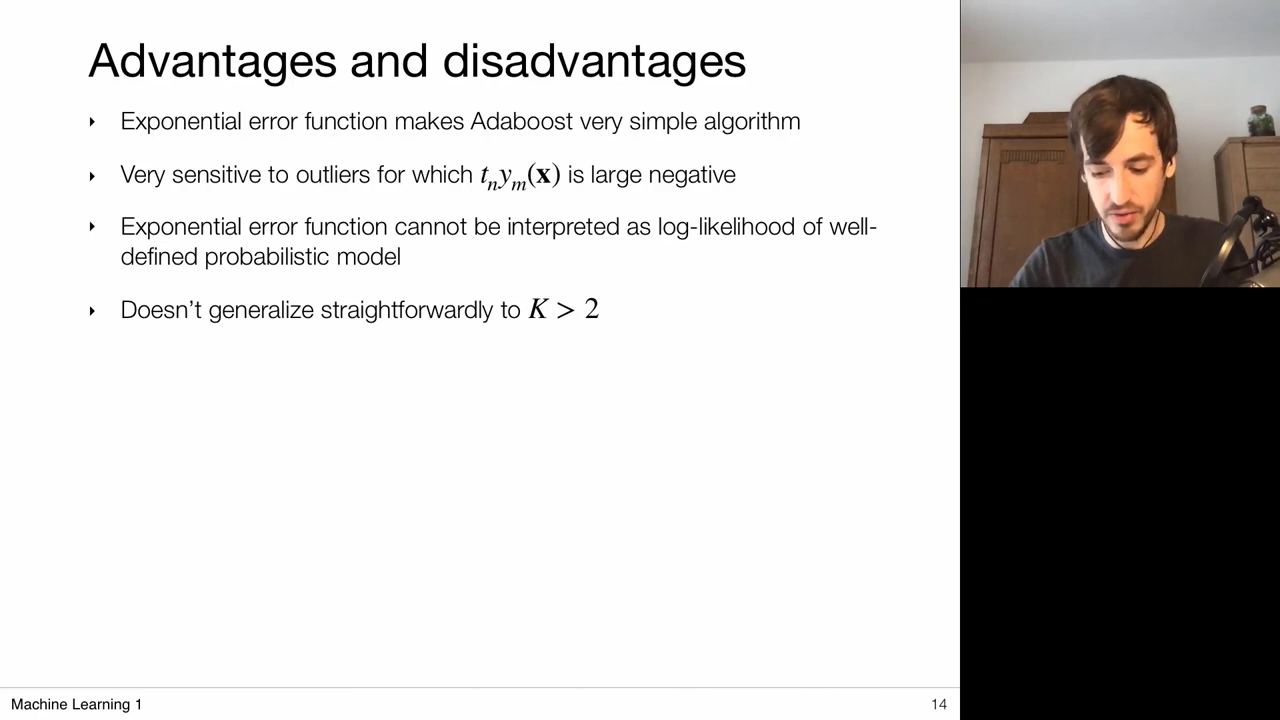 Advantages and disadvantages
‣ Exponential error function makes Adaboost very simple algorithm
‣ Very sensitive to outliers for which tₙyₘ(𝐱) is large negative
‣ Exponential error function cannot be interpreted as log-likelihood of well-
defined probabilistic model
‣ Doesn’t generalize straightforwardly to K > 2
Machine Learning 1
14